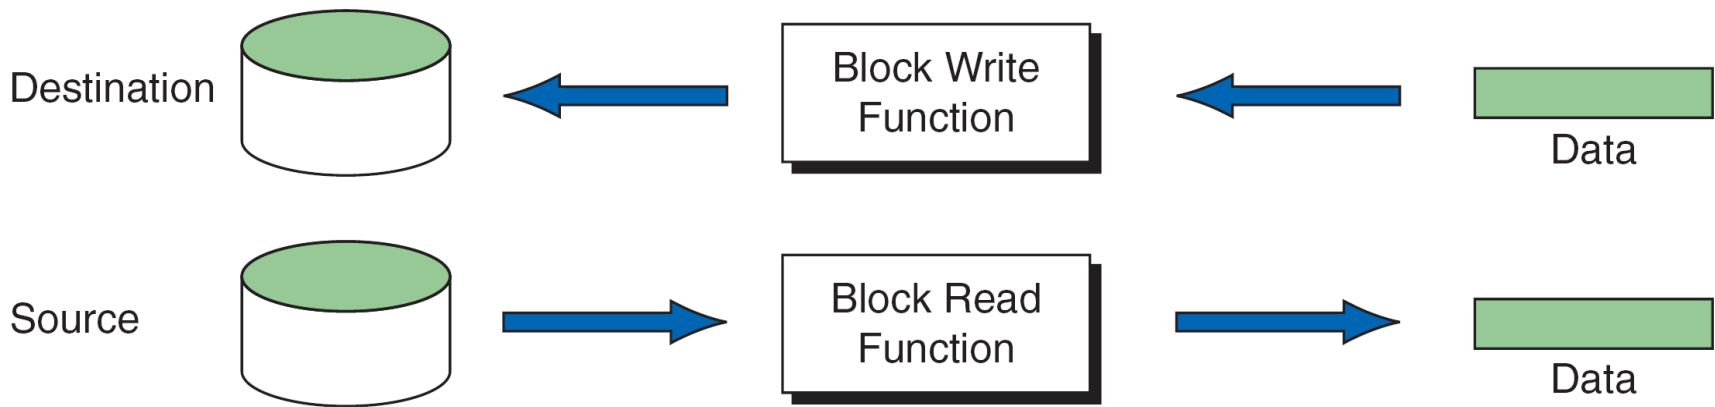 Destination
Block Write
Function
Data
Source
Block Read
Function
Data